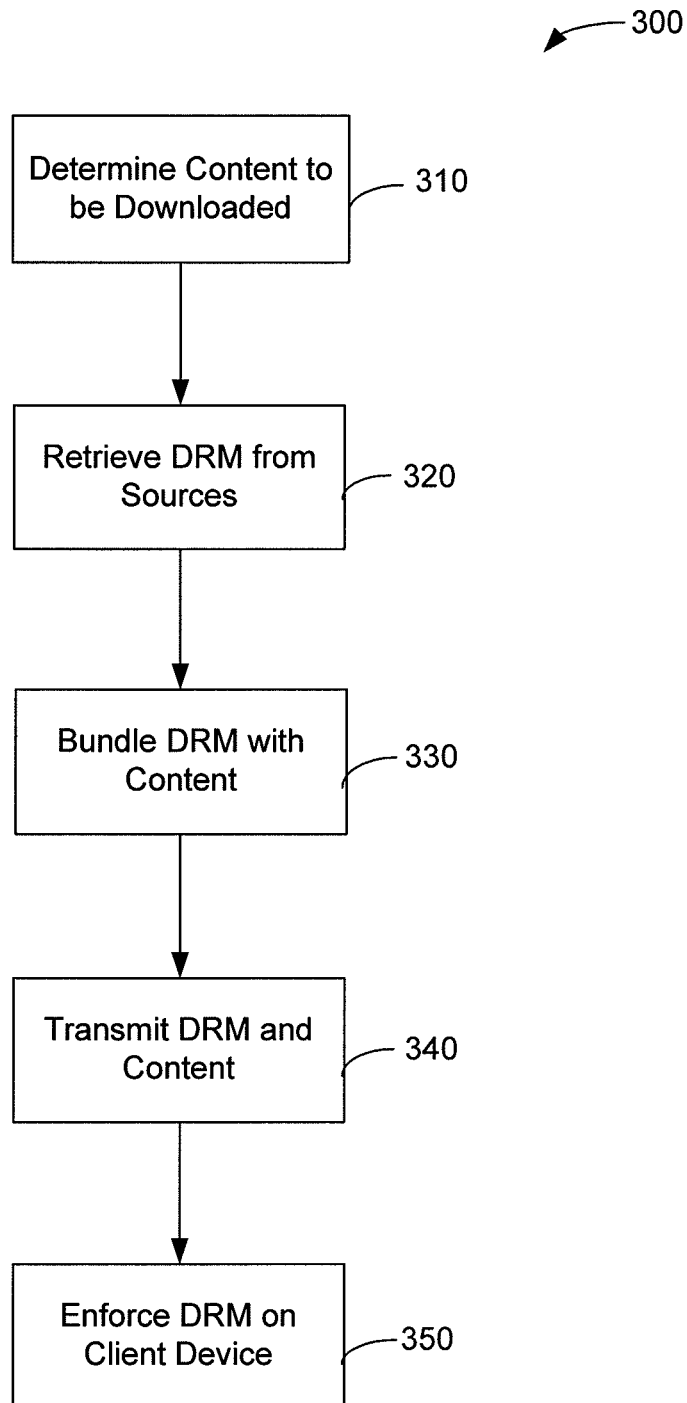 300
Determine Content to
be Downloaded
310
Retrieve DRM from
Sources
320
Bundle DRM with
Content
330
Transmit DRM and
Content
340
Enforce DRM on
Client Device
350